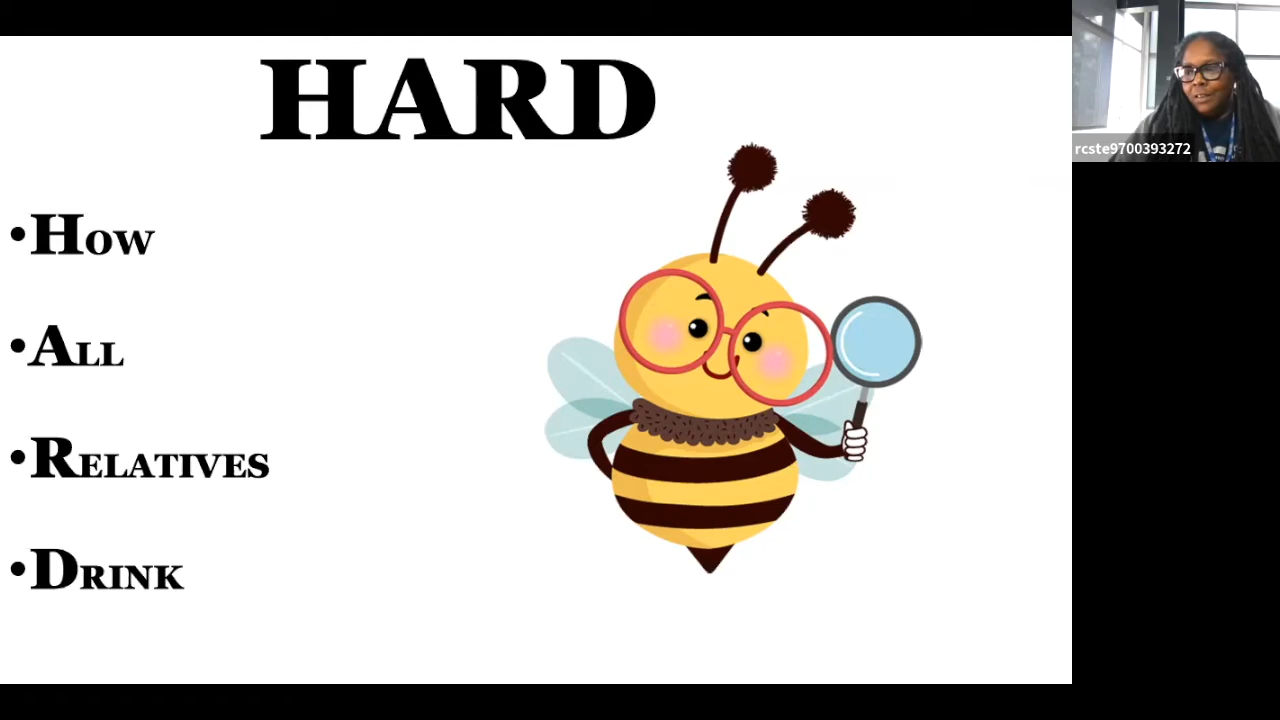 HARD
• How
• All
• Relatives
• Drink
rcste9700393272